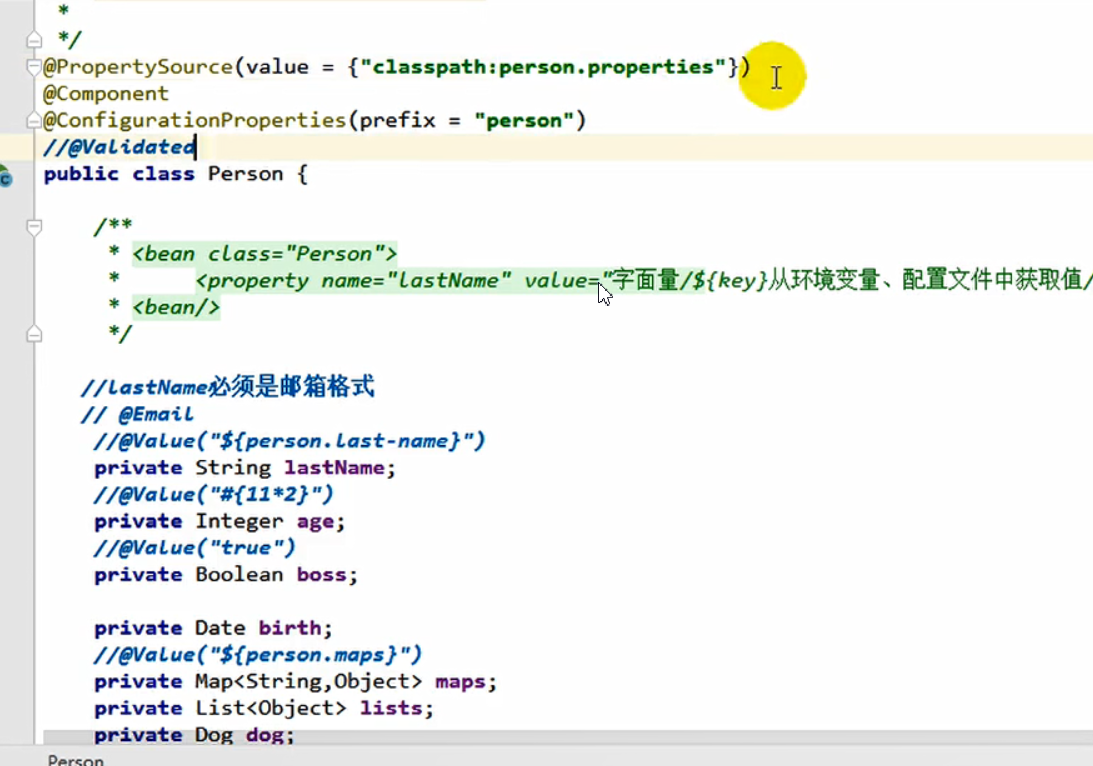 *
*/
@PropertySource(value = {"classpath:person.properties"})
@Component
@ConfigurationProperties(prefix = "person")
//@Validated
public class Person {
/**
* <bean class="Person">
* <property name="lastName" value="字面量/${key}从环境变量、配置文件中获取值/
* <bean/>
*/
//lastName必须是邮箱格式
// @Email
//@Value("${person.last-name}")
private String lastName;
//@Value("#{11*2}")
private Integer age;
//@Value("true")
private Boolean boss;
private Date birth;
//@Value("${person.maps}")
private Map<String,Object> maps;
private List<Object> lists;
private Dog dog;
Person